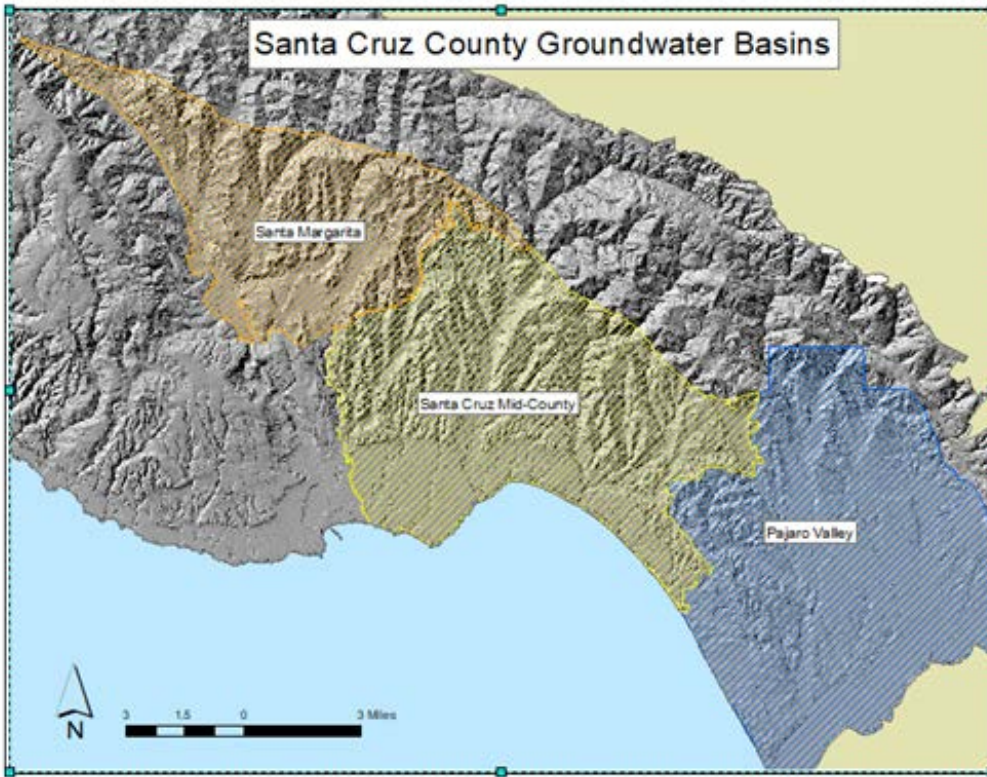 Santa Cruz County Groundwater Basins
Santa Margarita
Santa Cruz Mid-County
Pajaro Valley
N
3 1.5 0 3 Miles